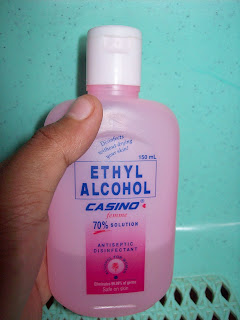 Disinfects
without drying
your skin!
150 mL
ETHYL
ALCOHOL
CASINO®
femme
70% SOLUTION
ANTISEPTIC
DISINFECTANT
Safe on skin